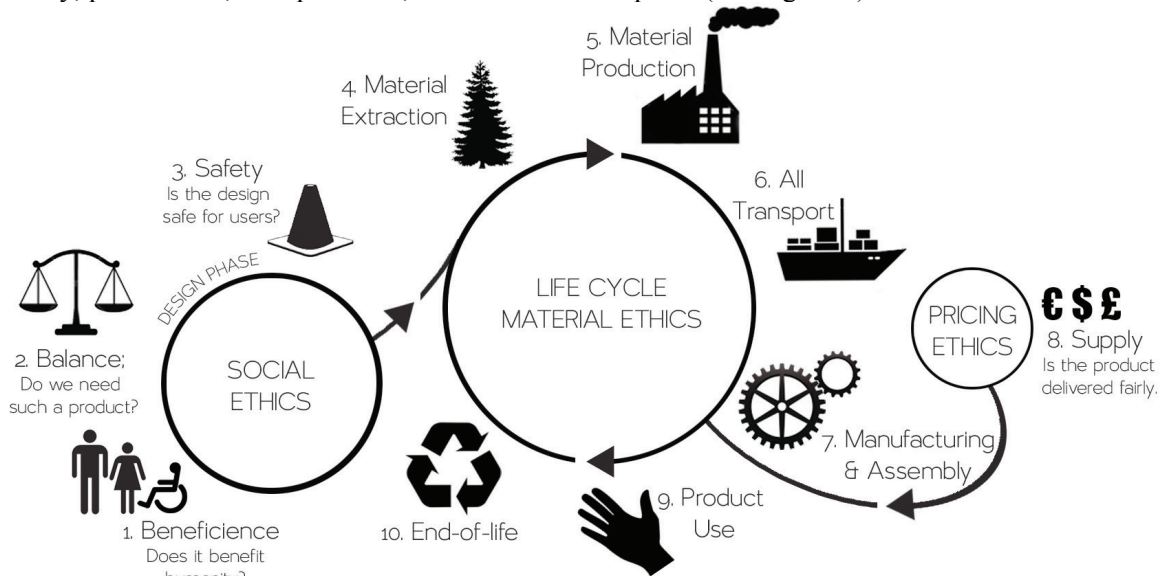 5. Material
Production
4. Material
Extraction
3. Safety
Is the design
safe for users?
6. All
Transport
DESIGN PHASE
LIFE CYCLE
MATERIAL ETHICS
PRICING
ETHICS
€ $ £
8. Supply
Is the product
delivered fairly.
2. Balance;
Do we need
such a product?
SOCIAL
ETHICS
7. Manufacturing
& Assembly
9. Product
Use
10. End-of-life
1. Beneficience
Does it benefit